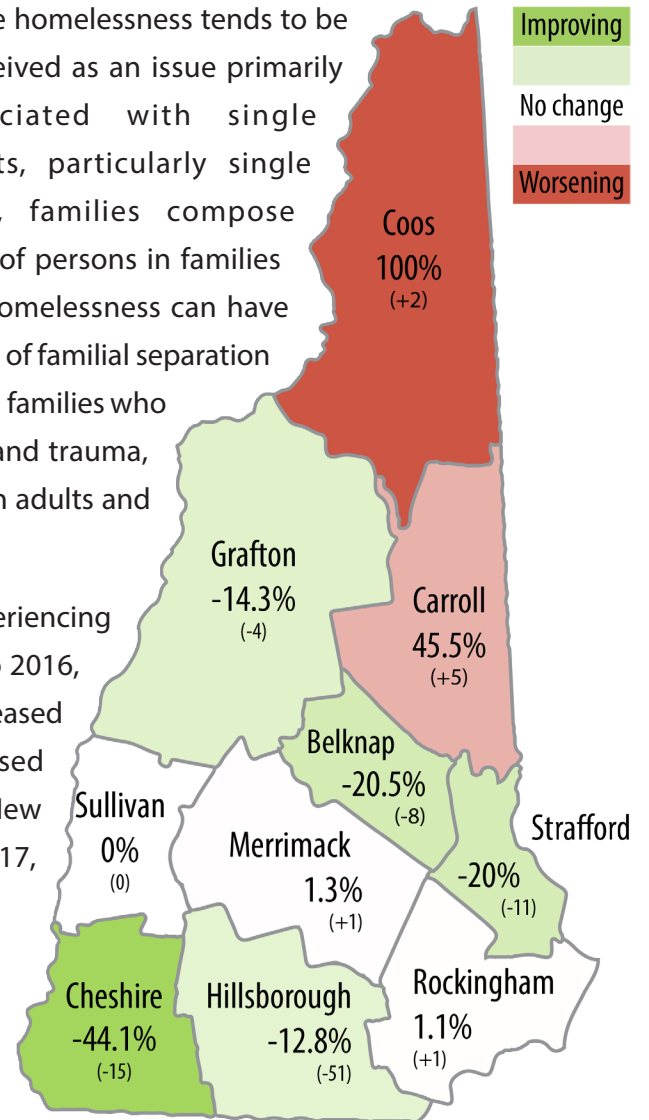 e homelessness tends to be
eived as an issue primarily
ciated with single
ts, particularly single
, families compose
of persons in families
omelessness can have
of familial separation
families who
and trauma,
n adults and
eriencing
2016,
eased
sed
New
17,
Improving
No change
Worsening
Coos
100%
(+2)
Grafton
-14.3%
(-4)
Carroll
45.5%
(+5)
Belknap
-20.5%
(-8)
Strafford
-20%
(-11)
Sullivan
0%
(0)
Merrimack
1.3%
(+1)
Rockingham
1.1%
(+1)
Cheshire
-44.1%
(-15)
Hillsborough
-12.8%
(-51)